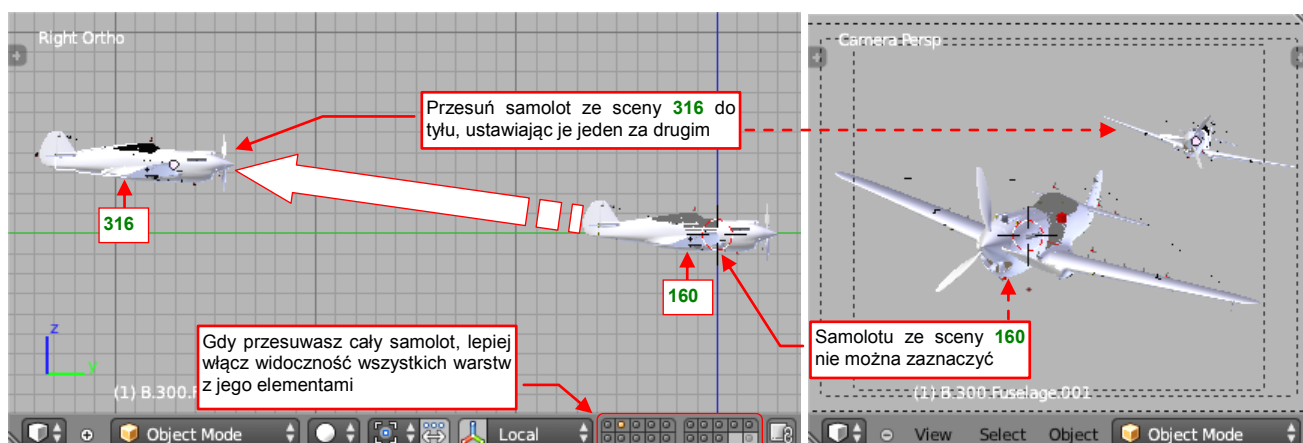 Right Ortho
Camera Persp
Przesuń samolot ze sceny 316 do
tyłu, ustawiając je jeden za drugim
316
160
Gdy przesuwasz cały samolot, lepiej
włącz widoczność wszystkich warstw
z jego elementami
Samolotu ze sceny 160
nie można zaznaczyć
z
y
(1) B.300.F
(1) B.300.Fuselage.001
Object Mode
Local
View
Select
Object
Object Mode